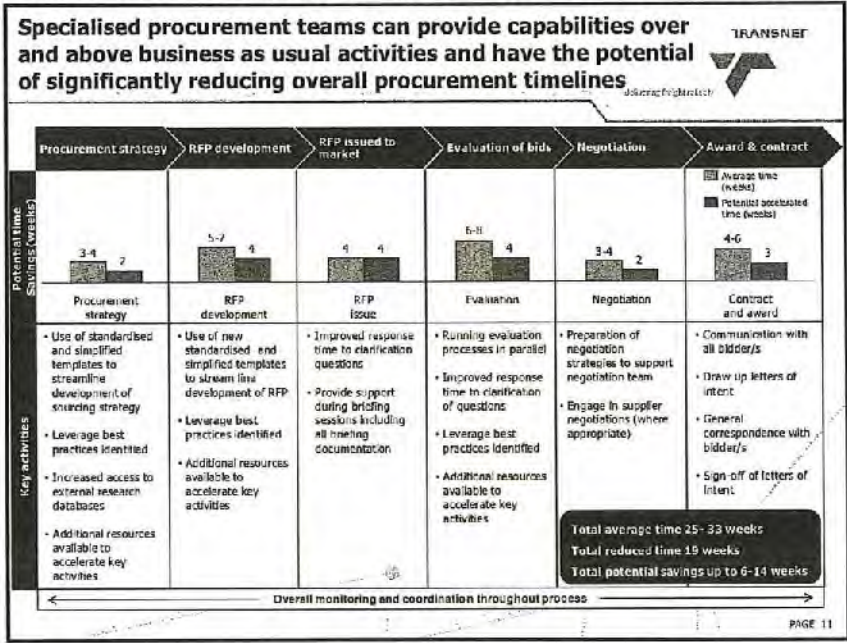 Specialised procurement teams can provide capabilities over
and above business as usual activities and have the potential
of significantly reducing overall procurement timelines
TRANSNET
delivering freight reliably
Procurement strategy
RFP development
RFP issued to
market
Evaluation of bids
Negotiation
Award & contract
Potential time
Savings (weeks)
Average time
(weeks)
Potential accelerated
time (weeks)
3-4
2
5-7
4
4
4
6-8
4
3-4
2
4-6
3
Procurement
strategy
RFP
development
RFP
issue
Evaluation
Negotiation
Contract
and award
Key activities
• Use of standardised
and simplified
templates to
streamline
development of
sourcing strategy
• Leverage best
practices identified
• Increased access to
external research
databases
• Additional resources
available to
accelerate key
activities
• Use of new
standardised and
simplified templates
to stream line
development of RFP
• Leverage best
practices identified
• Additional resources
available to
accelerate key
activities
• Improved response
time to clarification
questions
• Provide support
during briefing
sessions including
all briefing
documentation
• Running evaluation
processes in parallel
• Improved response
time to clarification
of questions
• Leverage best
practices identified
• Additional resources
available to
accelerate key
activities
• Preparation of
negotiation
strategies to support
negotiation team
• Engage in supplier
negotiations (where
appropriate)
• Communication with
all bidder/s
• Draw up letters of
intent
• General
correspondence with
bidder/s
• Sign-off of letters of
intent
Total average time 25- 33 weeks
Total reduced time 19 weeks
Total potential savings up to 6-14 weeks
Overall monitoring and coordination throughout process
PAGE 11